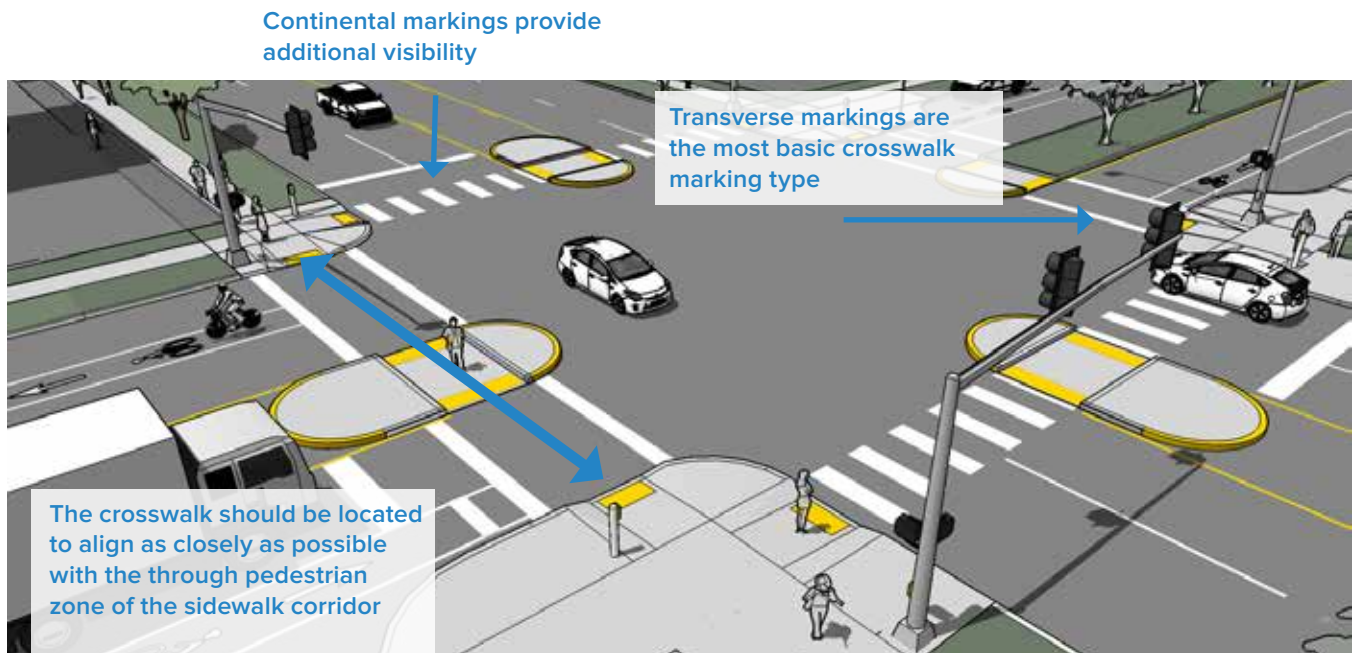 Continental markings provide
additional visibility
Transverse markings are
the most basic crosswalk
marking type
The crosswalk should be located
to align as closely as possible
with the through pedestrian
zone of the sidewalk corridor